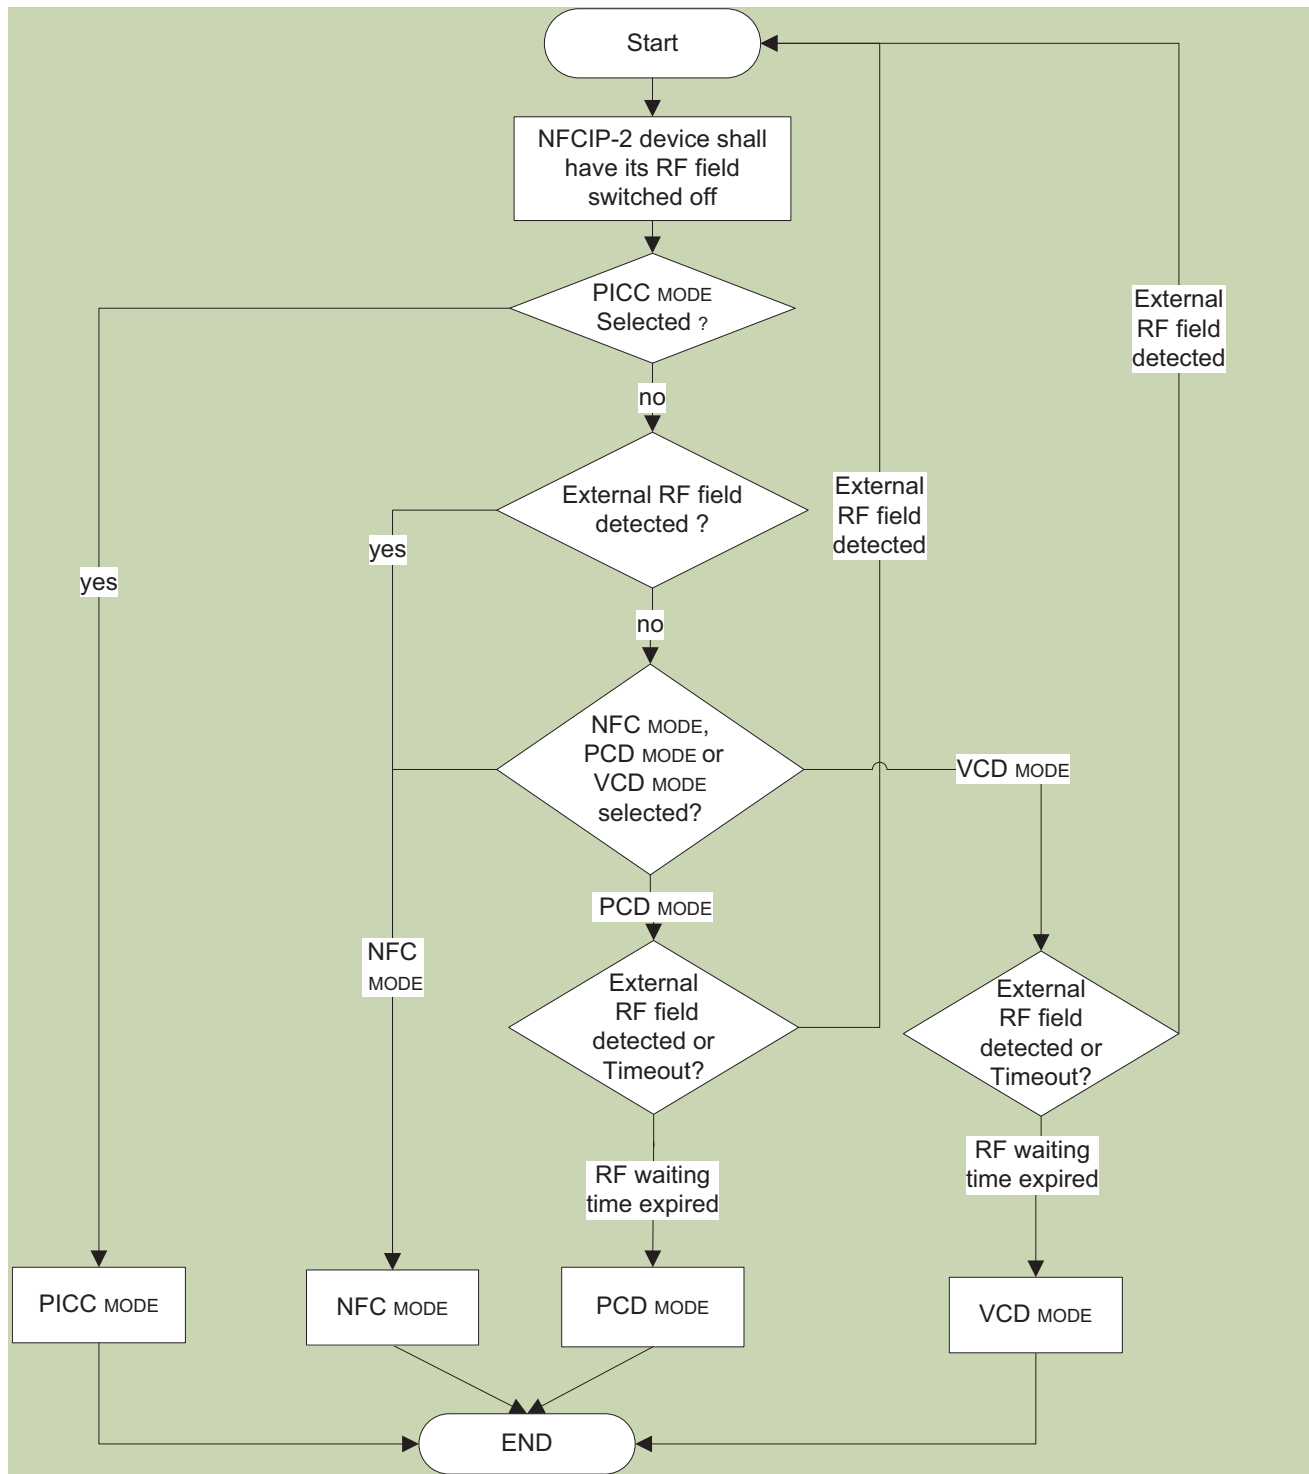 Start
NFCIP-2 device shall
have its RF field
switched off
PICC MODE
Selected ?
no
External RF field
detected ?
yes
yes
no
External
RF field
detected
External
RF field
detected
NFC MODE,
PCD MODE or
VCD MODE
selected?
VCD MODE
PCD MODE
NFC
MODE
External
RF field
detected or
Timeout?
External
RF field
detected or
Timeout?
RF waiting
time expired
RF waiting
time expired
PICC MODE
NFC MODE
PCD MODE
VCD MODE
END